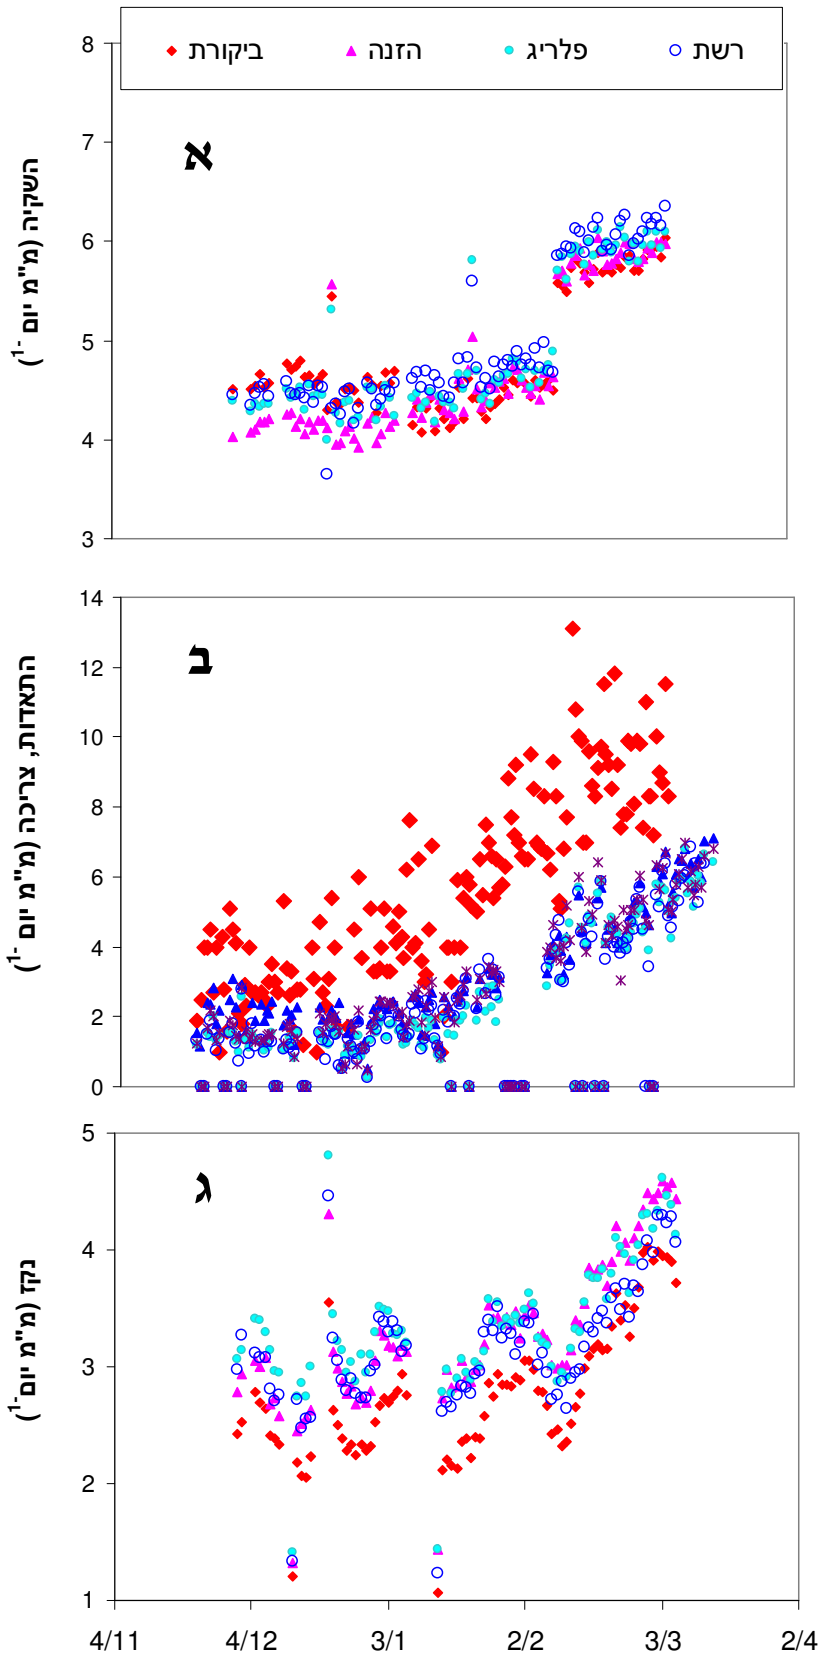 ביקורת הזנה פלריג רשת
א
השקיה (מ"מ יום ⁻¹)
8
7
6
5
4
3
ב
התאדות, צריכה (מ"מ יום ⁻¹)
14
12
10
8
6
4
2
0
ג
נקז (מ"מ יום⁻¹)
5
4
3
2
1
4/11 4/12 3/1 2/2 3/3 2/4